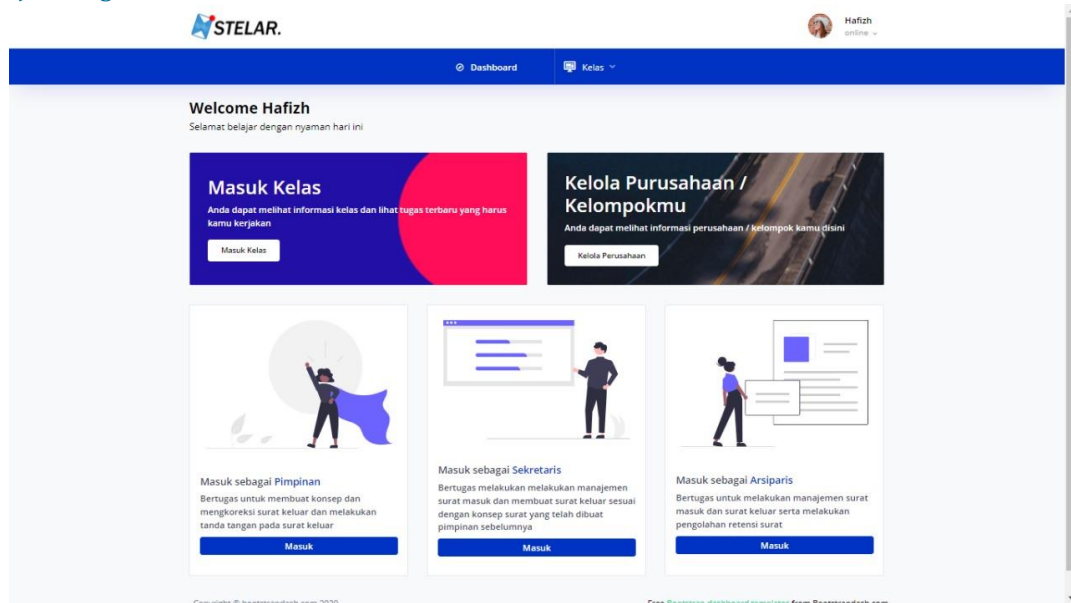 STELAR.
Hafizh
online
Dashboard
Kelas
Welcome Hafizh
Selamat belajar dengan nyaman hari ini
Masuk Kelas
Anda dapat melihat informasi kelas dan lihat tugas terbaru yang harus
kamu kerjakan
Masuk Kelas
Kelola Purusahaan /
Kelompokmu
Anda dapat melihat informasi perusahaan / kelompok kamu disini
Kelola Perusahaan
Masuk sebagai Pimpinan
Bertugas untuk membuat konsep dan
mengkoreksi surat keluar dan melakukan
tanda tangan pada surat keluar
Masuk
Masuk sebagai Sekretaris
Bertugas melakukan melakukan manajemen
surat masuk dan membuat surat keluar sesuai
dengan konsep surat yang telah dibuat
pimpinan sebelumnya
Masuk
Masuk sebagai Arsiparis
Bertugas untuk melakukan manajemen surat
masuk dan surat keluar serta melakukan
pengolahan retensi surat
Masuk